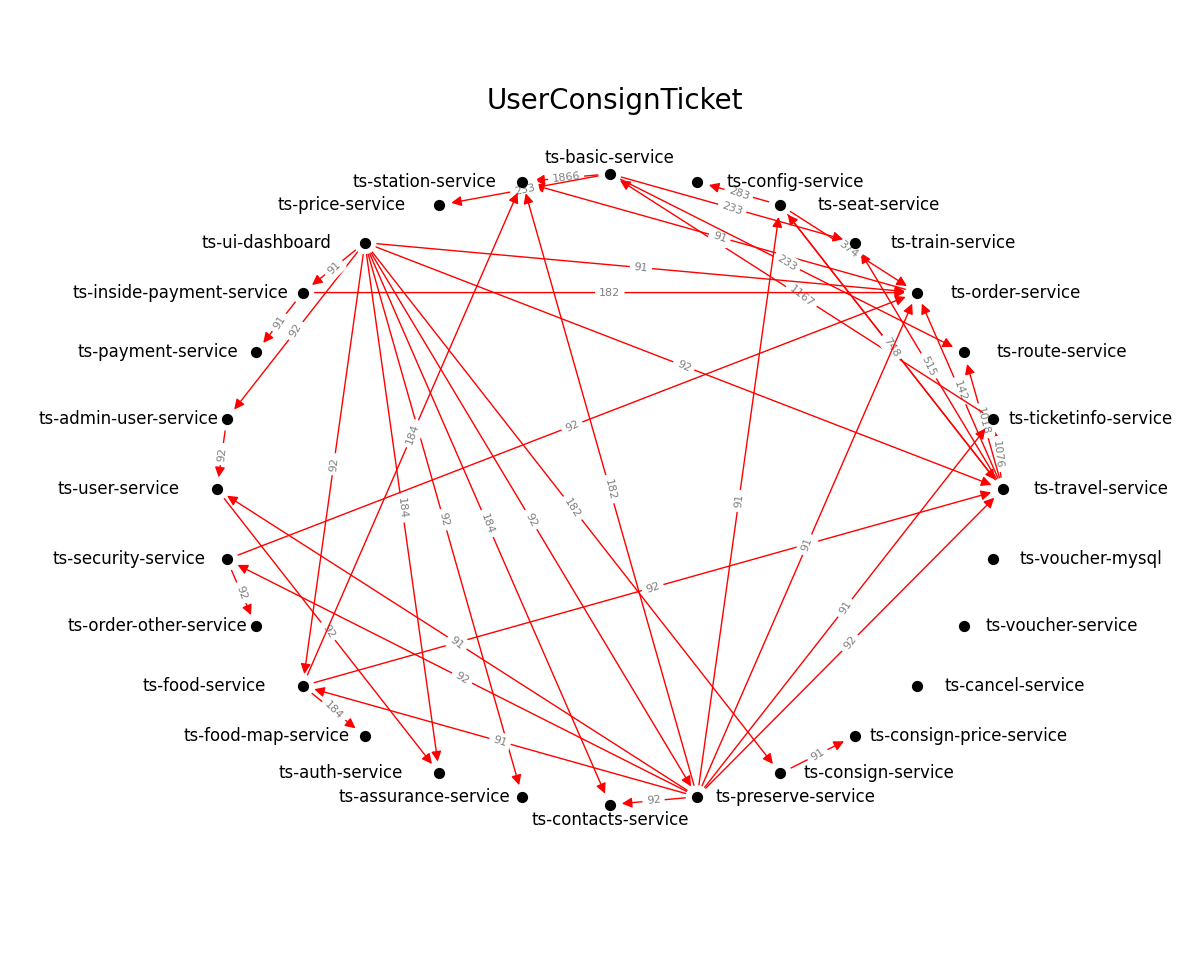 UserConsignTicket
ts-basic-service
ts-station-service
1866
ts-config-service
233
283
ts-price-service
ts-seat-service
233
ts-ui-dashboard
91
374
ts-train-service
91
91
233
ts-inside-payment-service
182
1167
ts-order-service
91
92
ts-payment-service
748
ts-route-service
92
515
142
ts-admin-user-service
1018
ts-ticketinfo-service
92
184
92
1076
92
ts-user-service
182
ts-travel-service
184
182
91
92
184
92
ts-security-service
91
ts-voucher-mysql
92
92
91
ts-order-other-service
ts-voucher-service
92
91
92
92
ts-food-service
ts-cancel-service
184
ts-food-map-service
91
ts-consign-price-service
91
ts-auth-service
ts-consign-service
ts-assurance-service
92
ts-preserve-service
ts-contacts-service